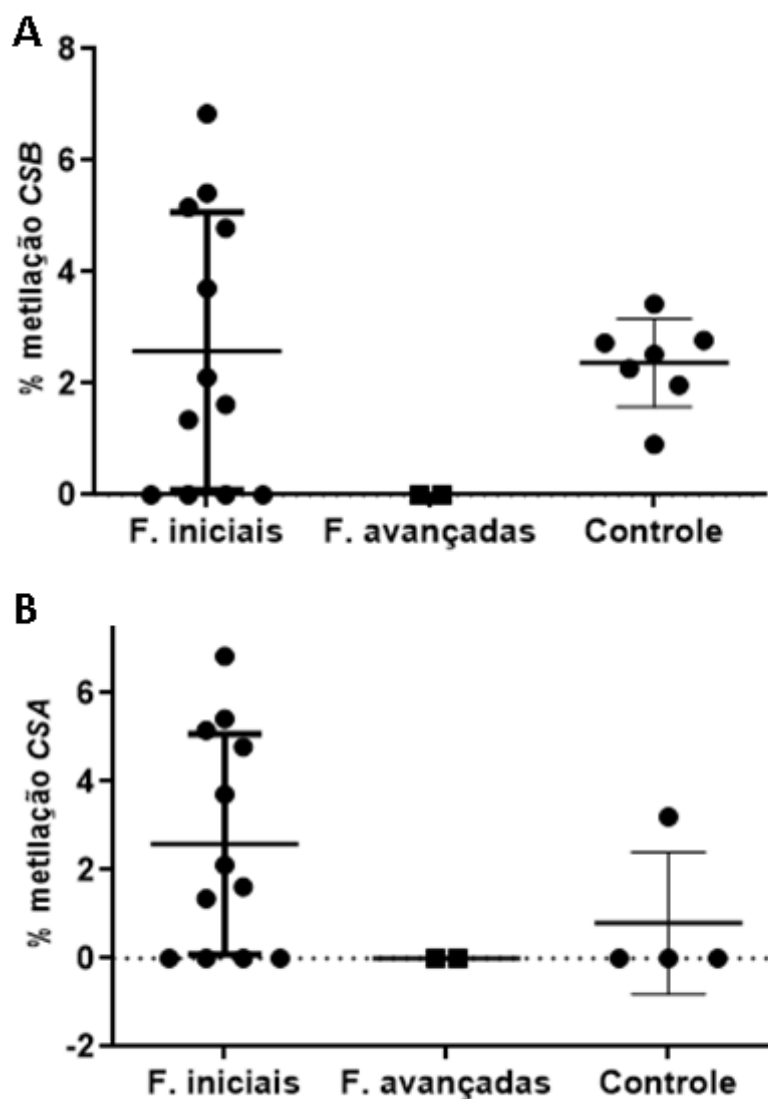 A
% metilação CSB
8
6
4
2
0
F. iniciais F. avançadas Controle
B
% metilação CSA
6
4
2
0
-2
F. iniciais F. avançadas Controle